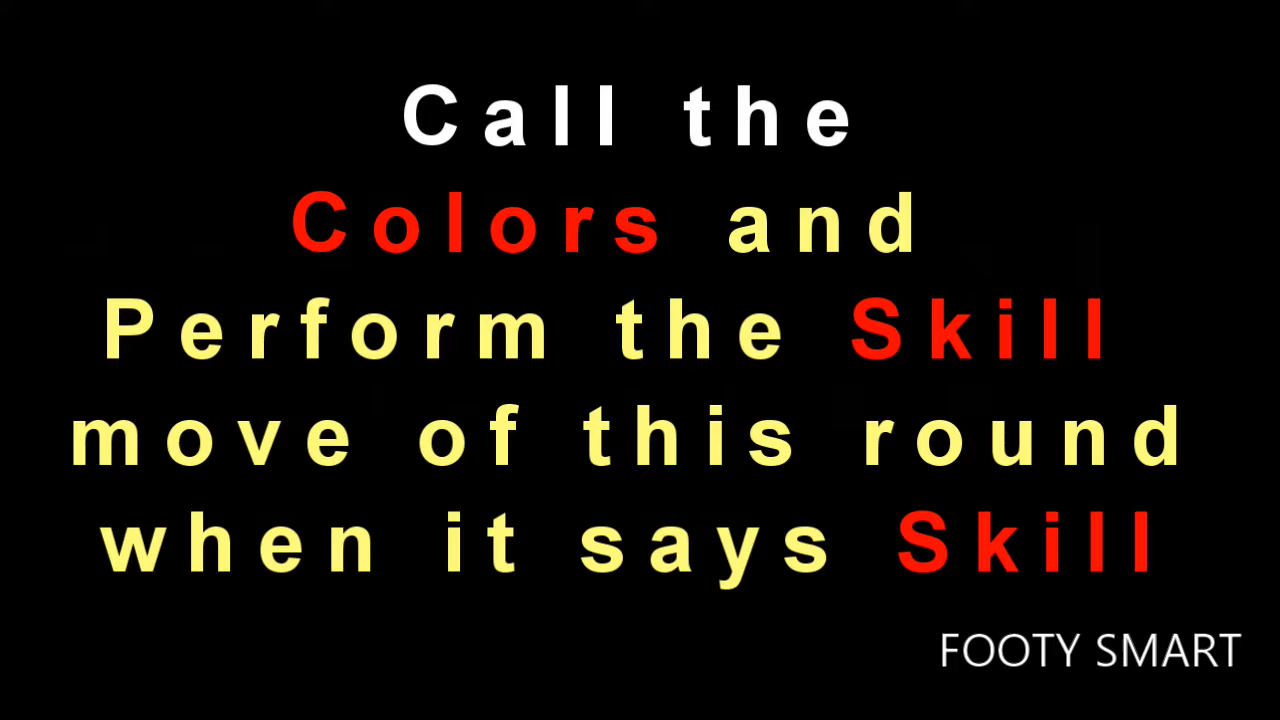 Call the
Colors and
Perform the Skill
move of this round
when it says Skill
FOOTY SMART